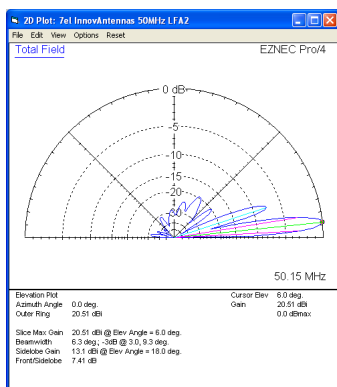 2D Plot: 7el InnovAntennas 50MHz LFA2
File Edit View Options Reset
Total Field
EZNEC Pro/4
0 dB
-5
-10
-15
-20
-30
50.15 MHz
Elevation Plot
Azimuth Angle 0.0 deg.
Outer Ring 20.51 dBi
Cursor Elev 6.0 deg.
Gain 20.51 dBi
0.0 dBmax
Slice Max Gain 20.51 dBi @ Elev Angle = 6.0 deg.
Beamwidth 6.3 deg.; -3dB @ 3.0, 9.3 deg.
Sidelobe Gain 13.1 dBi @ Elev Angle = 18.0 deg.
Front/Sidelobe 7.41 dB